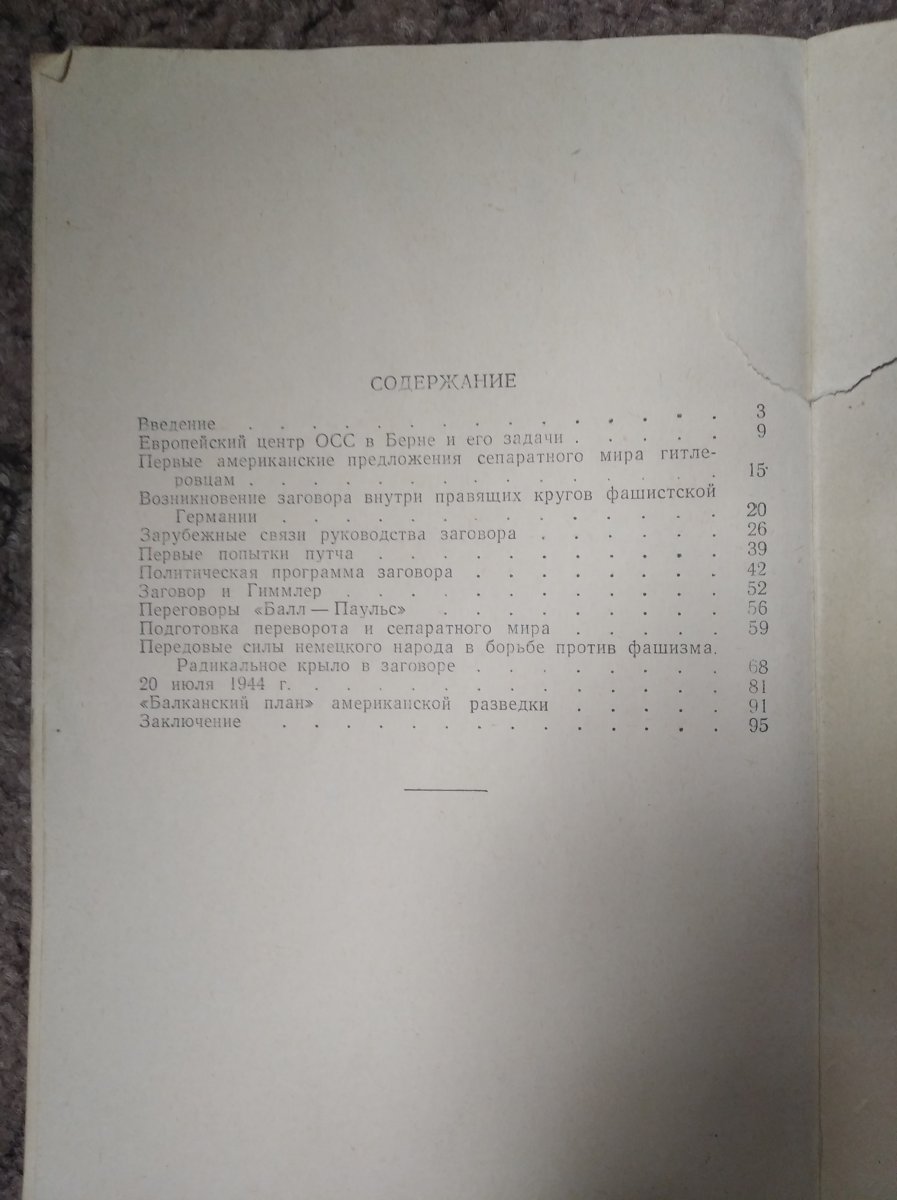 СОДЕРЖАНИЕ
Введение . . . . . . . . . . . . . . . 3
Европейский центр ОСС в Берне и его задачи . . . . . 9
Первые американские предложения сепаратного мира гитле-
ровцам . . . . . . . . . . . . . . . . 15
Возникновение заговора внутри правящих кругов фашистской
Германии . . . . . . . . . . . . . . 20
Зарубежные связи руководства заговора . . . . . . 26
Первые попытки путча . . . . . . . . . . . 39
Политическая программа заговора . . . . . . . . 42
Заговор и Гиммлер . . . . . . . . . . . . 52
Переговоры «Балл — Паульс» . . . . . . . . . 56
Подготовка переворота и сепаратного мира . . . . . 59
Передовые силы немецкого народа в борьбе против фашизма.
Радикальное крыло в заговоре . . . . . . . . 68
20 июля 1944 г. . . . . . . . . . . . . . 81
«Балканский план» американской разведки . . . . . 91
Заключение . . . . . . . . . . . . . . 95